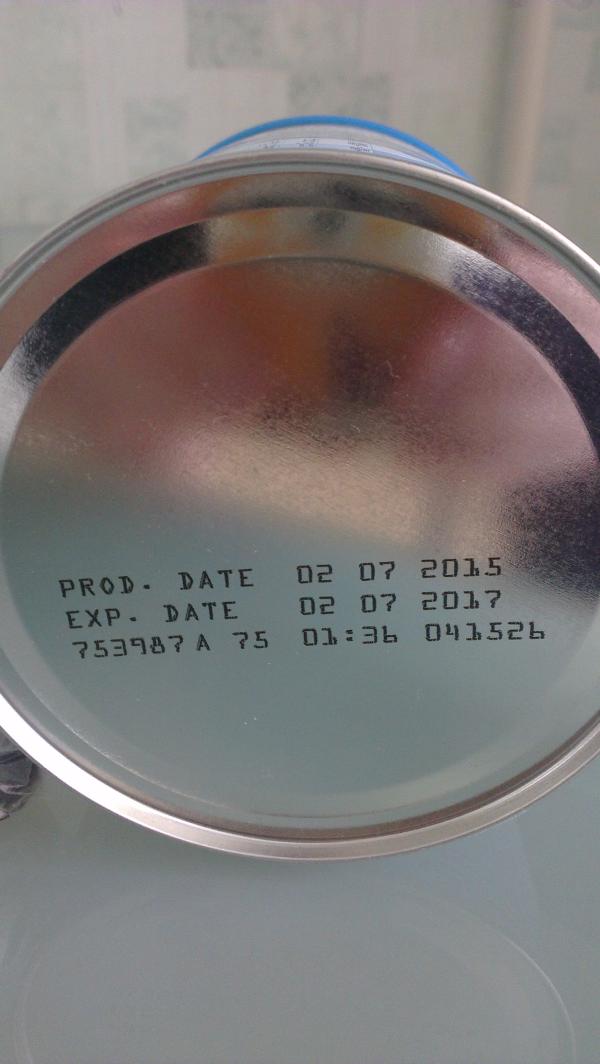 PROD. DATE 02 07 2015
EXP. DATE 02 07 2017
753987A 75 01:36 041526